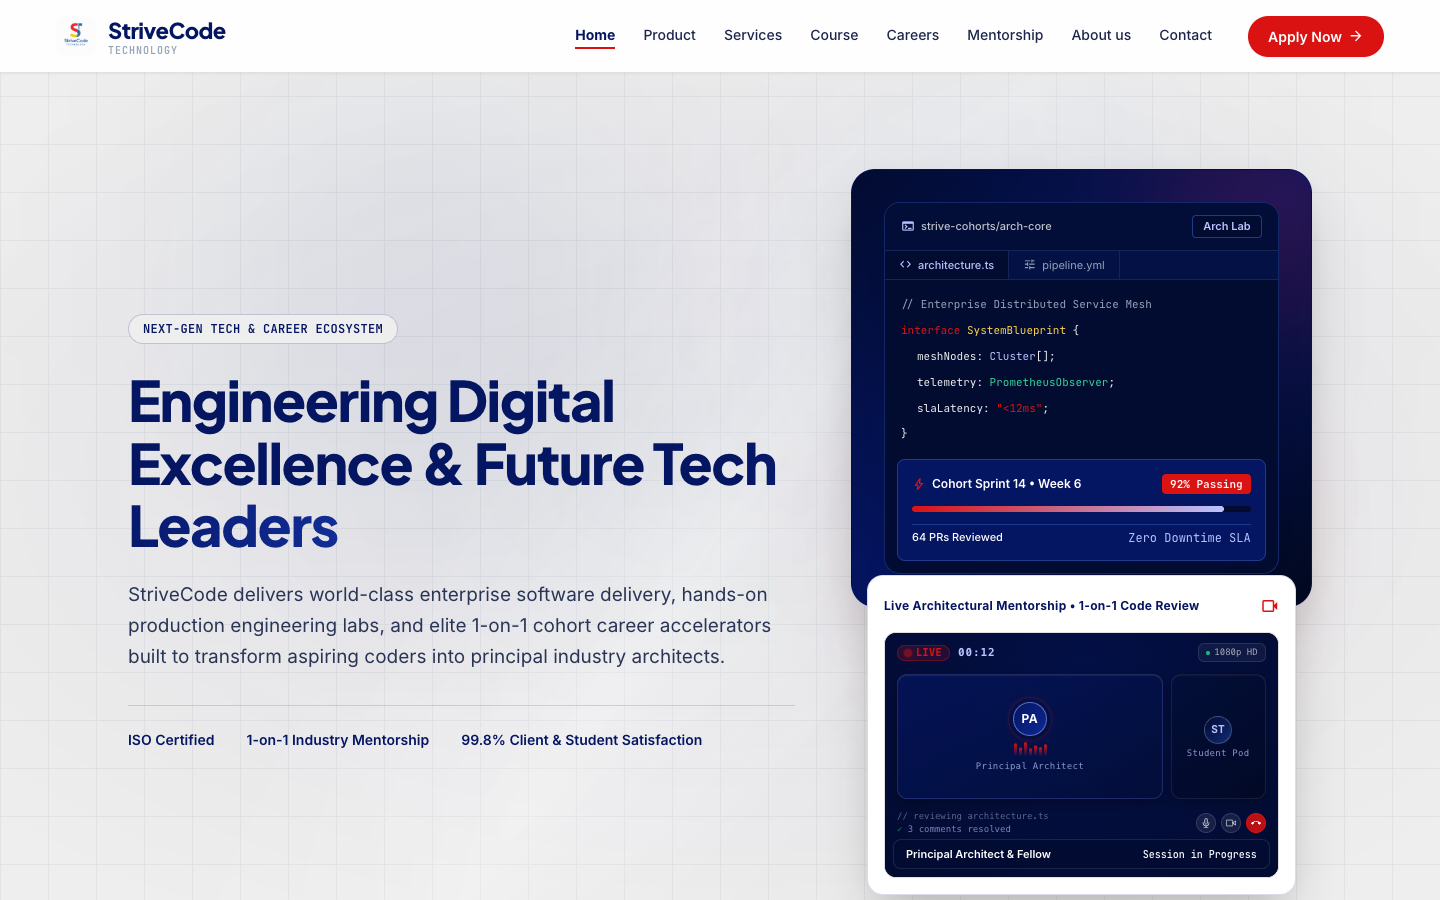 StriveCode
TECHNOLOGY
Home
Product
Services
Course
Careers
Mentorship
About us
Contact
Apply Now
NEXT-GEN TECH & CAREER ECOSYSTEM
Engineering Digital
Excellence & Future Tech
Leaders
StriveCode delivers world-class enterprise software delivery, hands-on
production engineering labs, and elite 1-on-1 cohort career accelerators
built to transform aspiring coders into principal industry architects.
ISO Certified
1-on-1 Industry Mentorship
99.8% Client & Student Satisfaction
strive-cohorts/arch-core
Arch Lab
architecture.ts
pipeline.yml
// Enterprise Distributed Service Mesh
interface SystemBlueprint {
meshNodes: Cluster[];
telemetry: PrometheusObserver;
slaLatency: "<12ms";
}
Cohort Sprint 14 • Week 6
92% Passing
64 PRs Reviewed
Zero Downtime SLA
Live Architectural Mentorship • 1-on-1 Code Review
LIVE
00:12
1080p HD
PA
Principal Architect
ST
Student Pod
// reviewing architecture.ts
✓ 3 comments resolved
Principal Architect & Fellow
Session in Progress